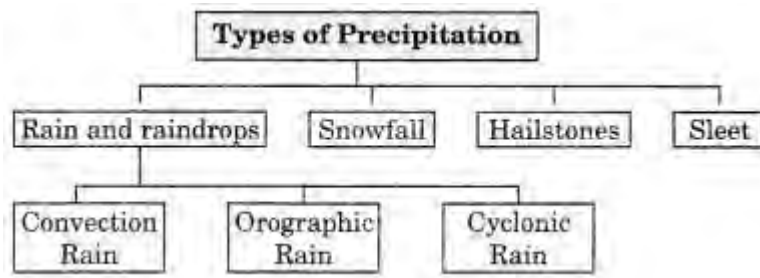 Types of Precipitation
Rain and raindrops
Snowfall
Hailstones
Sleet
Convection
Rain
Orographic
Rain
Cyclonic
Rain